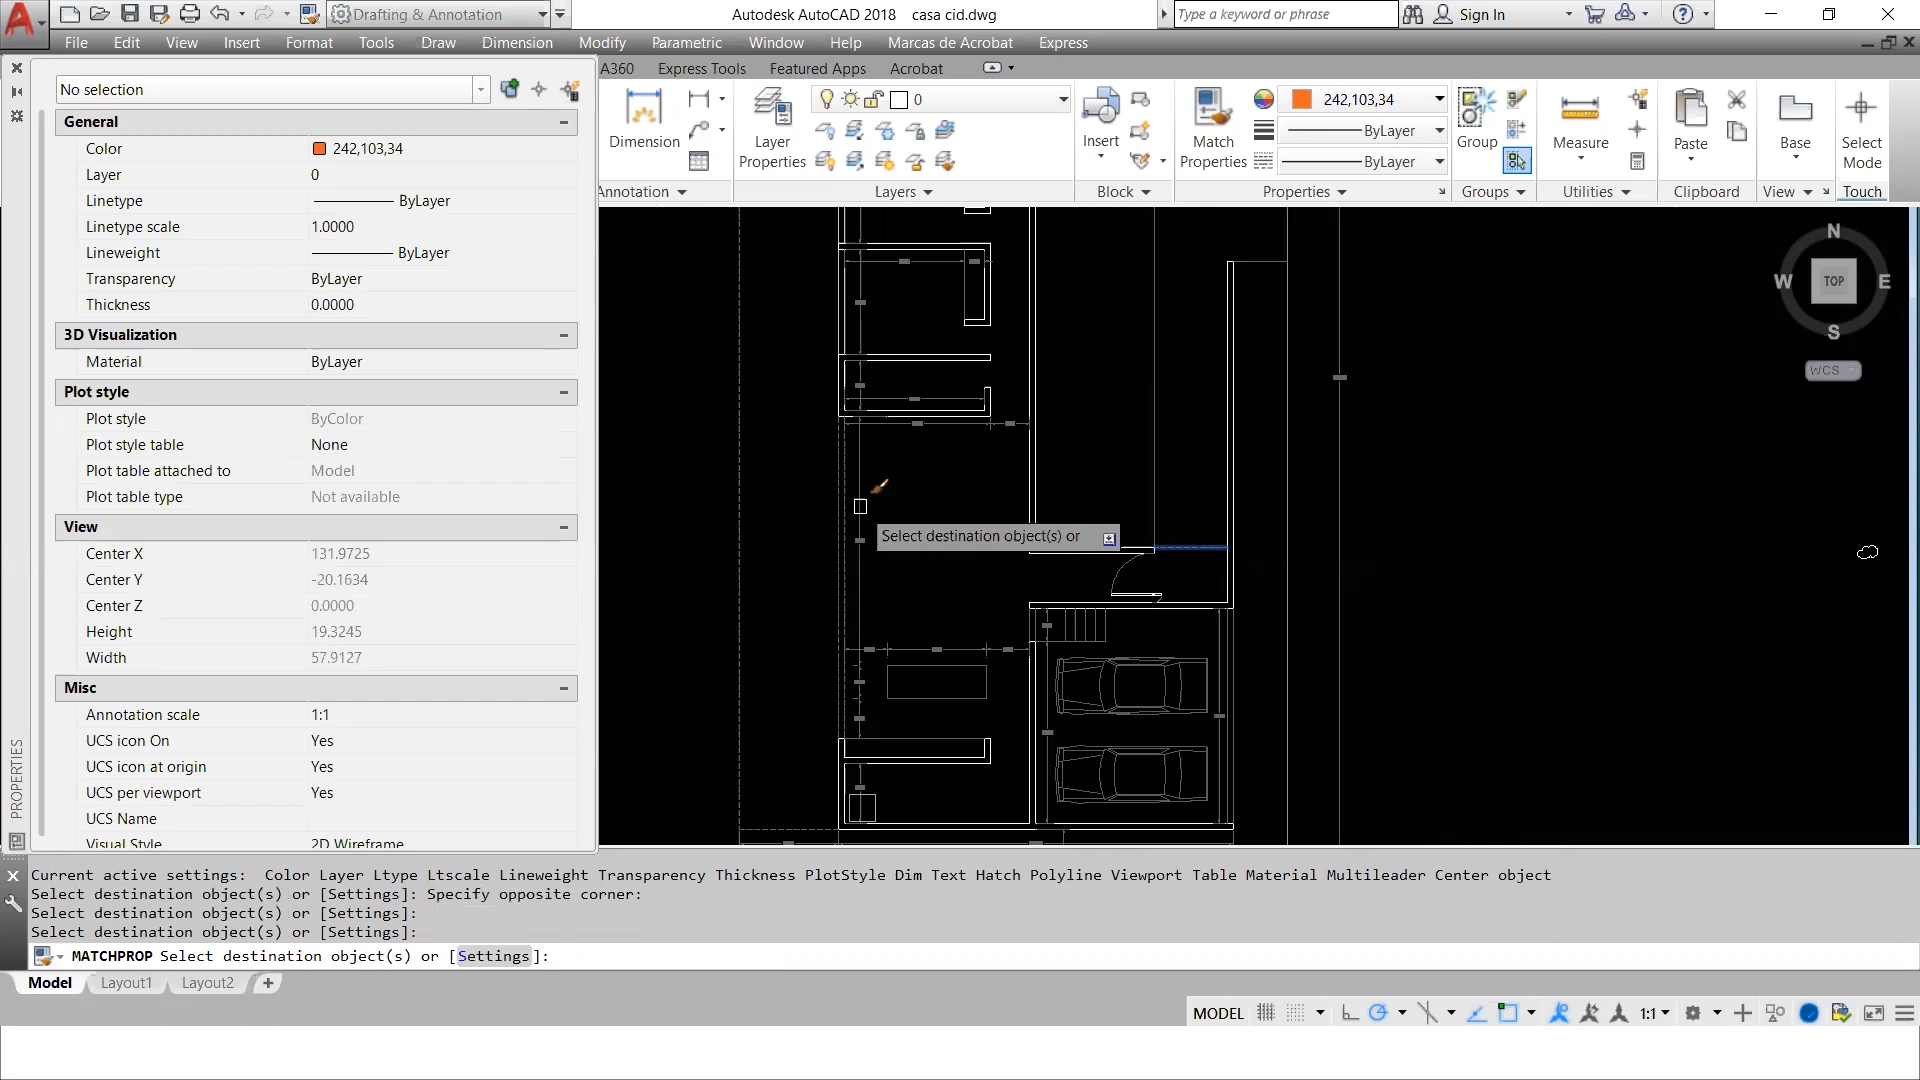 Drafting & Annotation
Autodesk AutoCAD 2018 casa cid.dwg
Type a keyword or phrase
Sign In
File Edit View Insert Format Tools Draw Dimension Modify Parametric Window Help Marcas de Acrobat Express
A360 Express Tools Featured Apps Acrobat
No selection
General
Color 242,103,34
Layer 0
Linetype ByLayer
Linetype scale 1.0000
Lineweight ByLayer
Transparency ByLayer
Thickness 0.0000
3D Visualization
Material ByLayer
Plot style
Plot style ByColor
Plot style table None
Plot table attached to Model
Plot table type Not available
View
Center X 131.9725
Center Y -20.1634
Center Z 0.0000
Height 19.3245
Width 57.9127
Misc
Annotation scale 1:1
UCS icon On Yes
UCS icon at origin Yes
UCS per viewport Yes
UCS Name
Visual Style 2D Wireframe
PROPERTIES
Dimension
Layer
Properties
0
Insert
Match
Properties
242,103,34
ByLayer
ByLayer
Group
Measure
Paste
Base
Select
Mode
Annotation Layers Block Properties Groups Utilities Clipboard View Touch
N
W TOP E
S
WCS
Select destination object(s) or
Current active settings: Color Layer Ltype Ltscale Lineweight Transparency Thickness PlotStyle Dim Text Hatch Polyline Viewport Table Material Multileader Center object
Select destination object(s) or [Settings]: Specify opposite corner:
Select destination object(s) or [Settings]:
Select destination object(s) or [Settings]:
MATCHPROP Select destination object(s) or [Settings]:
Model Layout1 Layout2 +
MODEL 1:1